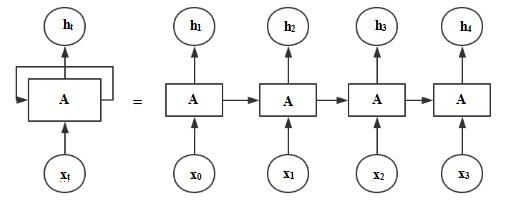 hₜ h₁ h₂ h₃ h₄
A = A A A A
xₜ x₀ x₁ x₂ x₃